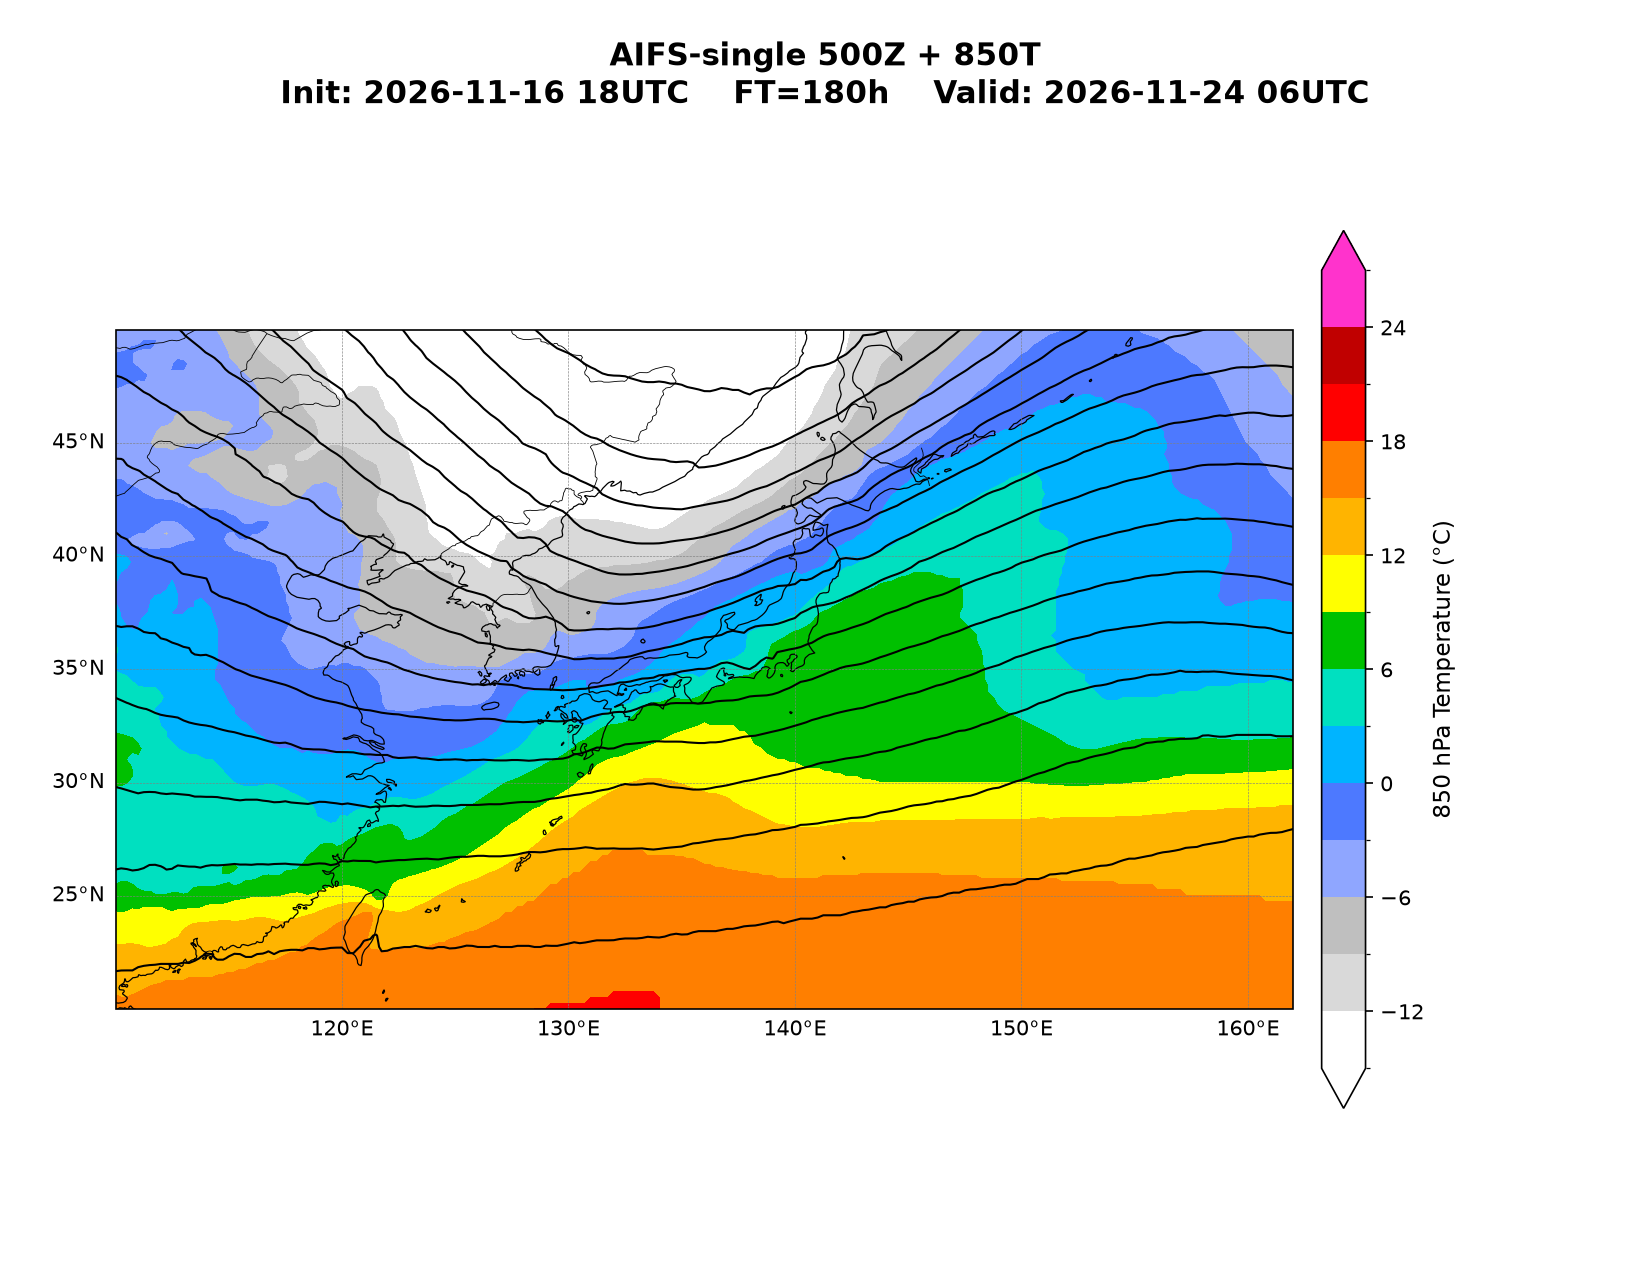 AIFS-single 500Z + 850T
Init: 2026-11-16 18UTC    FT=180h    Valid: 2026-11-24 06UTC
24
18
12
6
0
−6
−12
850 hPa Temperature (°C)
45°N
40°N
35°N
30°N
25°N
120°E
130°E
140°E
150°E
160°E